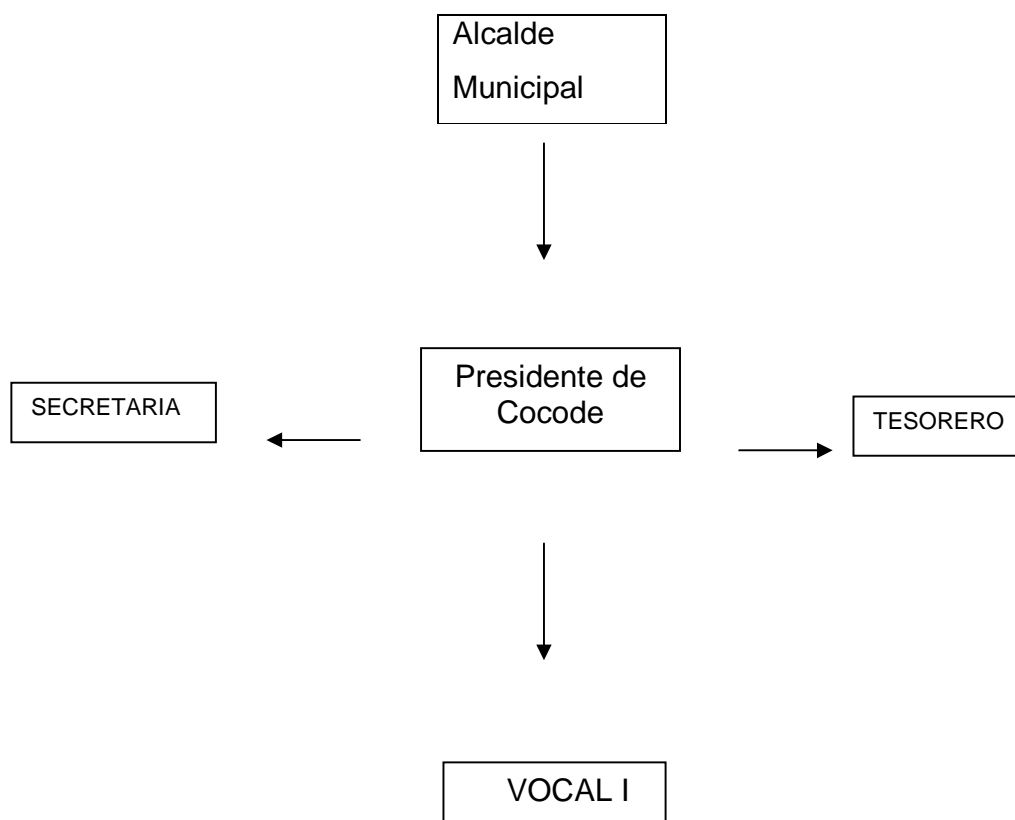 Alcalde
Municipal
Presidente de
Cocode
SECRETARIA
TESORERO
VOCAL I